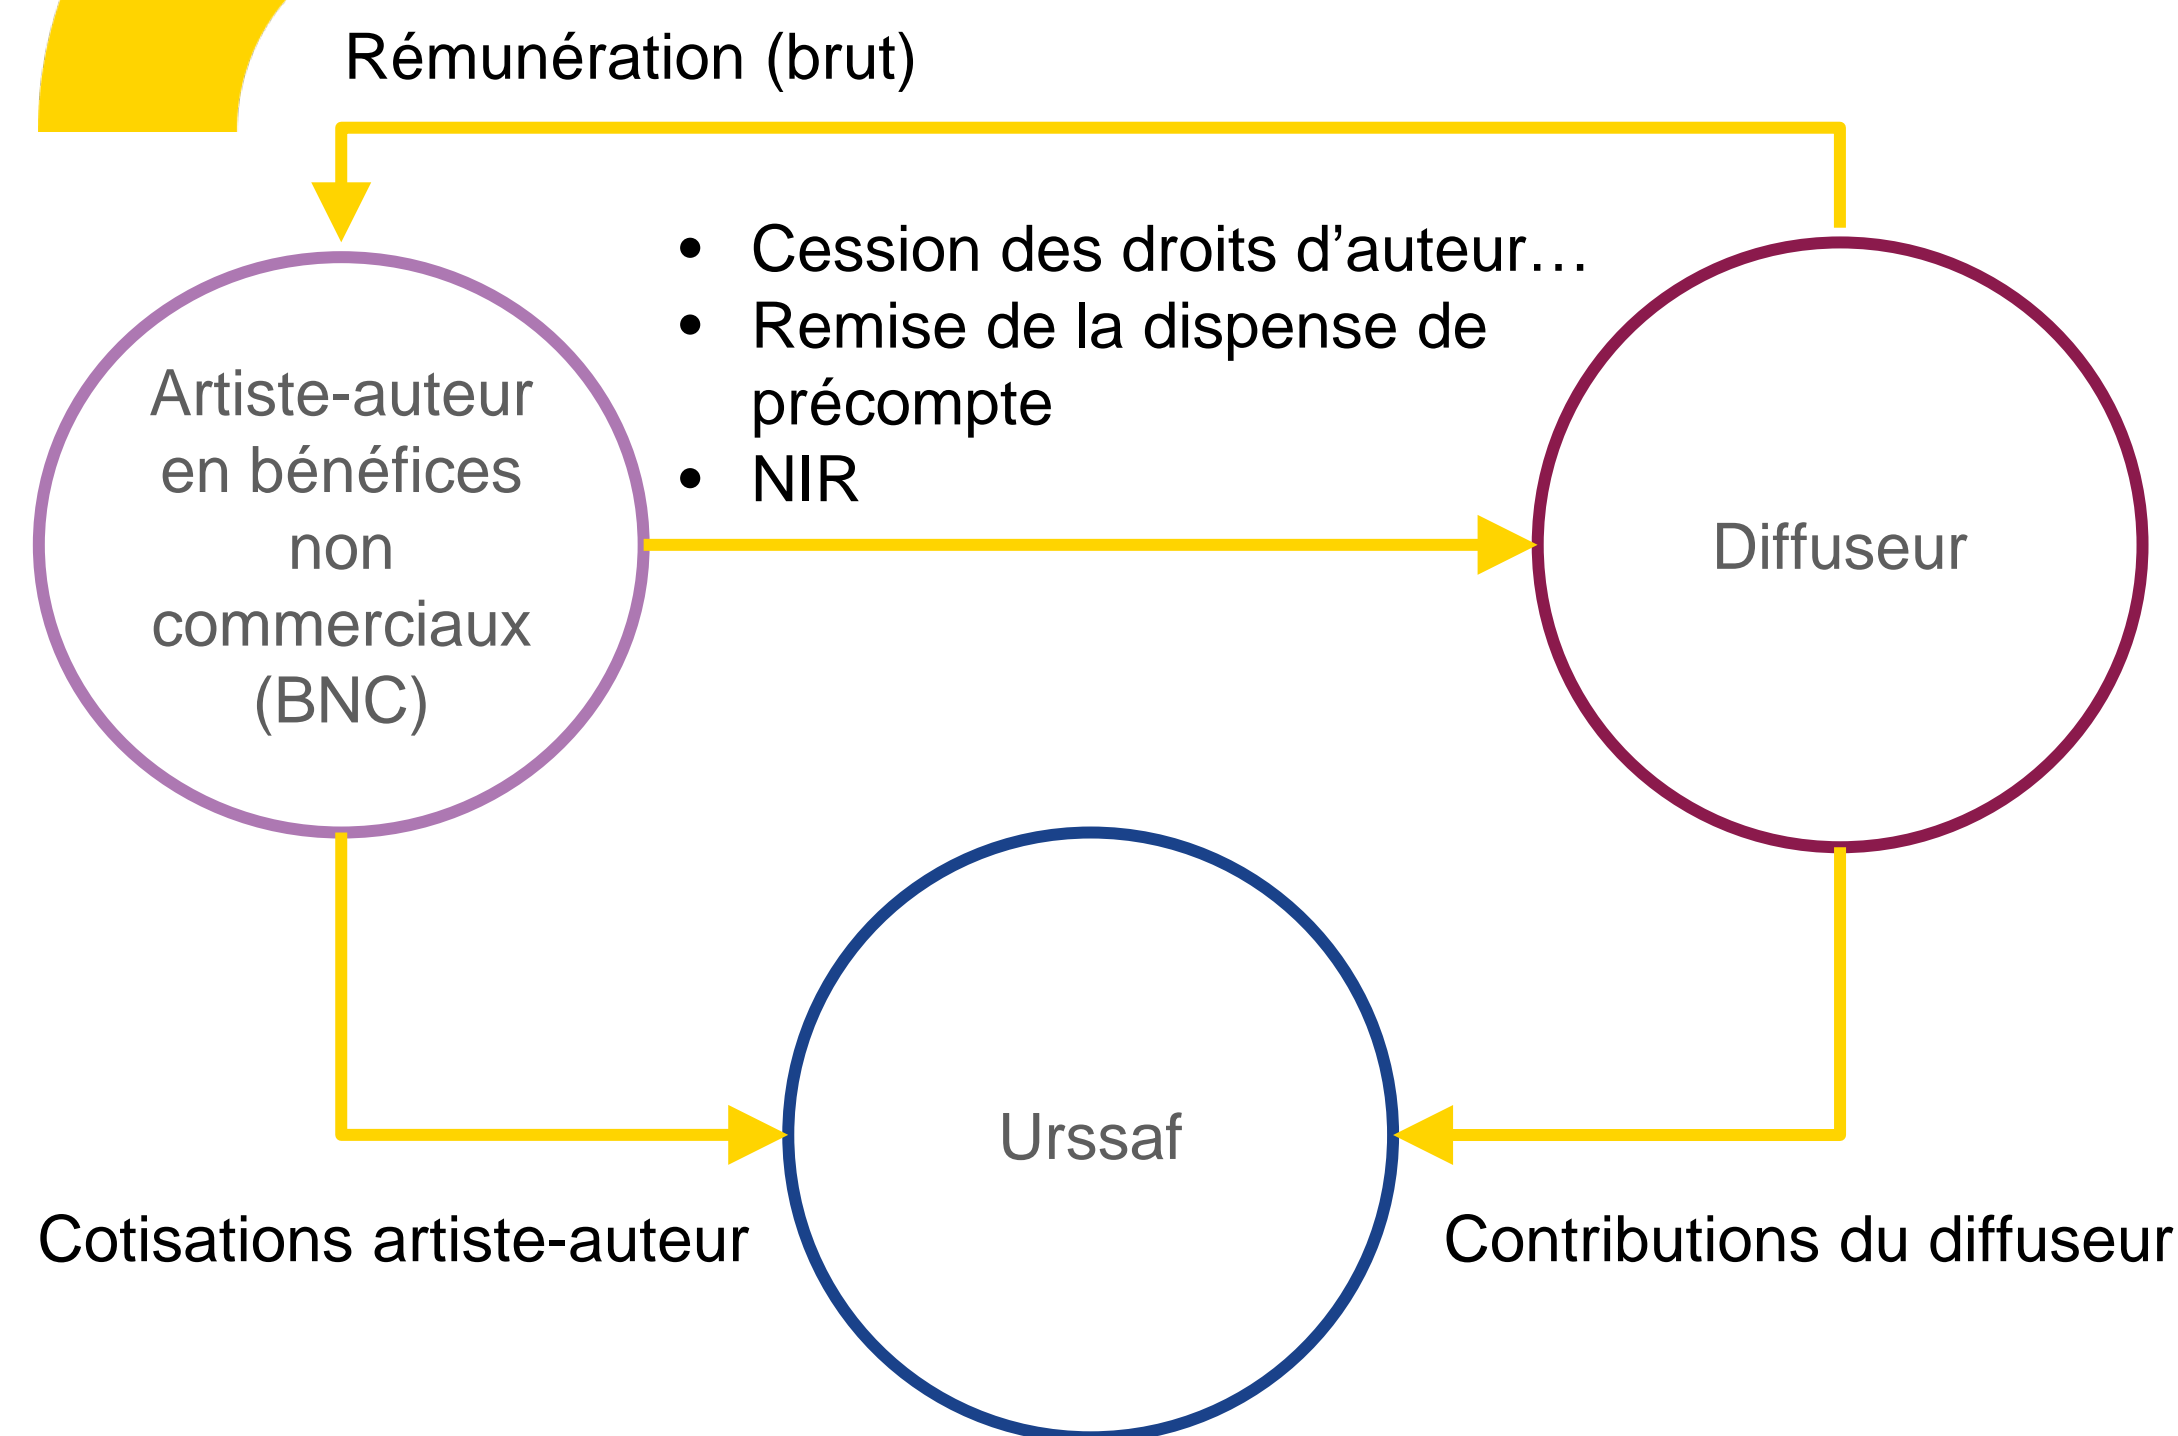 Rémunération (brut)
• Cession des droits d’auteur…
• Remise de la dispense de
précompte
• NIR
Artiste-auteur
en bénéfices
non
commerciaux
(BNC)
Diffuseur
Urssaf
Cotisations artiste-auteur
Contributions du diffuseur